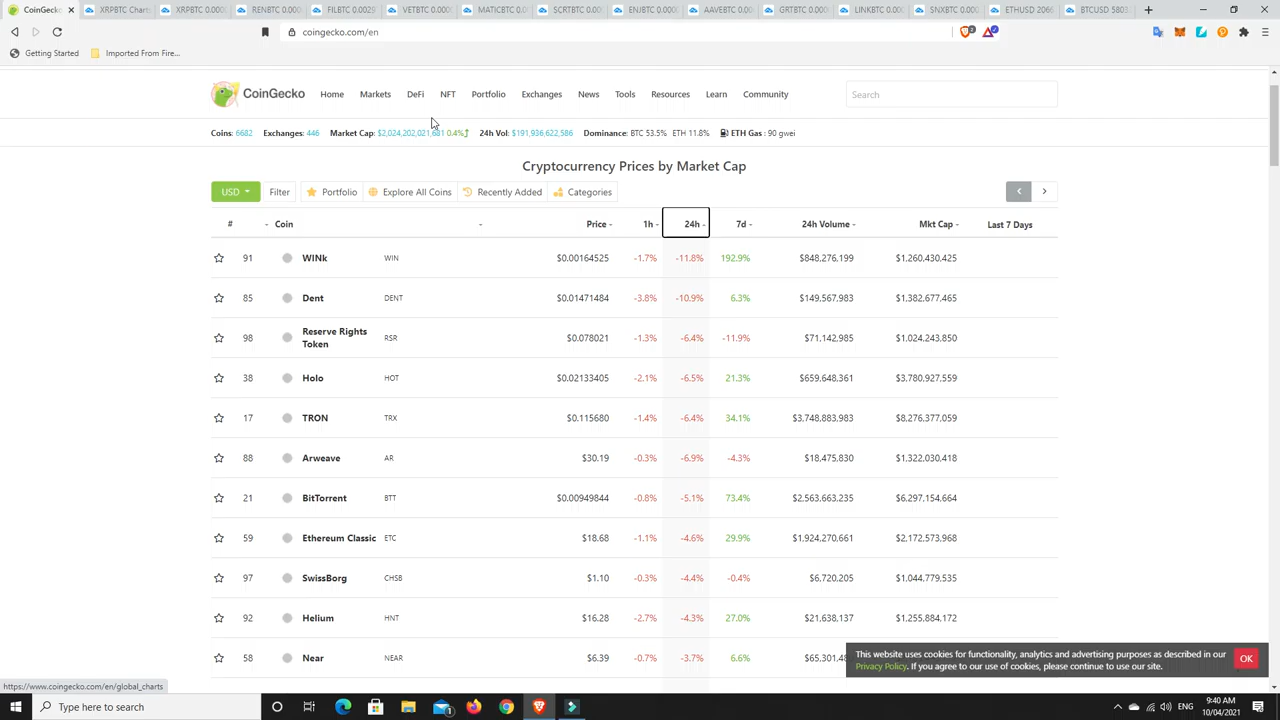 CoinGecko
XRPBTC Charts
XRPBTC 0.0000
RENBTC 0.000
FILBTC 0.0029
VETBTC 0.0000
MATICBTC 0.00
SCRTBTC 0.000
ENJBTC 0.0000
AAVEBTC 0.000
GRTBTC 0.0000
LINKBTC 0.000
SNXBTC 0.000
ETHUSD 2066
BTCUSD 5803
coingecko.com/en
Getting Started
Imported From Fire...
CoinGecko
Home Markets DeFi NFT Portfolio Exchanges News Tools Resources Learn Community
Search
Coins: 6682 Exchanges: 446 Market Cap: $2,024,202,021,681 0.4% 24h Vol: $191,936,622,586 Dominance: BTC 53.5% ETH 11.8% ETH Gas : 90 gwei
Cryptocurrency Prices by Market Cap
USD Filter Portfolio Explore All Coins Recently Added Categories
# Coin Price 1h 24h 7d 24h Volume Mkt Cap Last 7 Days
91 WINk WIN $0.00164525 -1.7% -11.8% 192.9% $848,276,199 $1,260,430,425
85 Dent DENT $0.01471484 -3.8% -10.9% 6.3% $149,567,983 $1,382,677,465
98 Reserve Rights Token RSR $0.078021 -1.3% -6.4% -11.9% $71,142,985 $1,024,243,850
38 Holo HOT $0.02133405 -2.1% -6.5% 21.3% $659,648,361 $3,780,927,559
17 TRON TRX $0.115680 -1.4% -6.4% 34.1% $3,748,883,983 $8,276,377,059
88 Arweave AR $30.19 -0.3% -6.9% -4.3% $18,475,830 $1,322,030,418
21 BitTorrent BTT $0.00949844 -0.8% -5.1% 73.4% $2,563,663,235 $6,297,154,664
59 Ethereum Classic ETC $18.68 -1.1% -4.6% 29.9% $1,924,270,661 $2,172,573,968
97 SwissBorg CHSB $1.10 -0.3% -4.4% -0.4% $6,720,205 $1,044,779,535
92 Helium HNT $16.28 -2.7% -4.3% 27.0% $21,638,137 $1,255,884,172
58 Near NEAR $6.39 -0.7% -3.7% 6.6% $65,301,48
This website uses cookies for functionality, analytics and advertising purposes as described in our
Privacy Policy. If you agree to our use of cookies, please continue to use our site.
OK
https://www.coingecko.com/en/global_charts
Type here to search
ENG
9:40 AM
10/04/2021